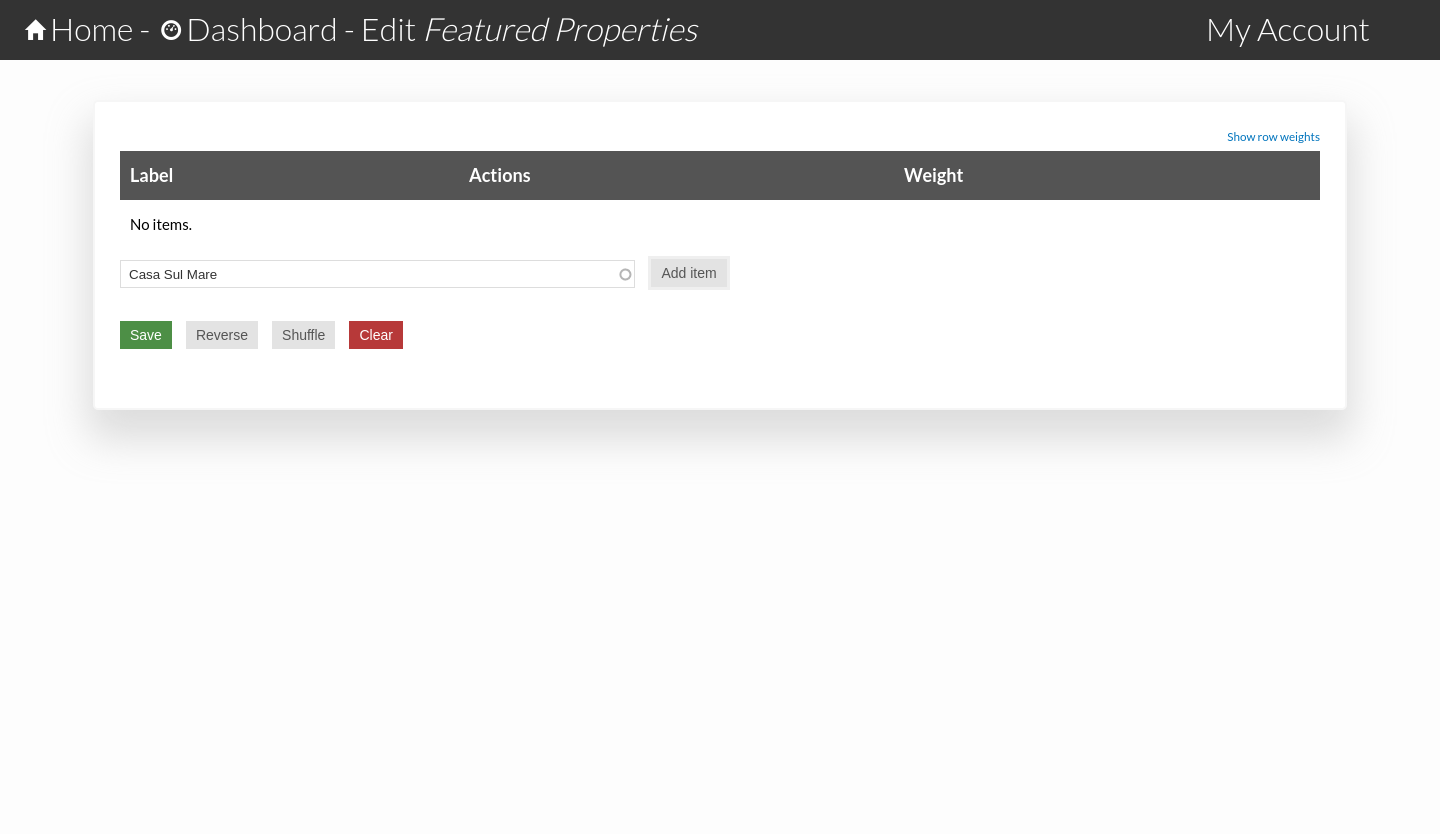 Home - Dashboard - Edit Featured Properties My Account
Show row weights
Label Actions Weight
No items.
Casa Sul Mare Add item
Save Reverse Shuffle Clear